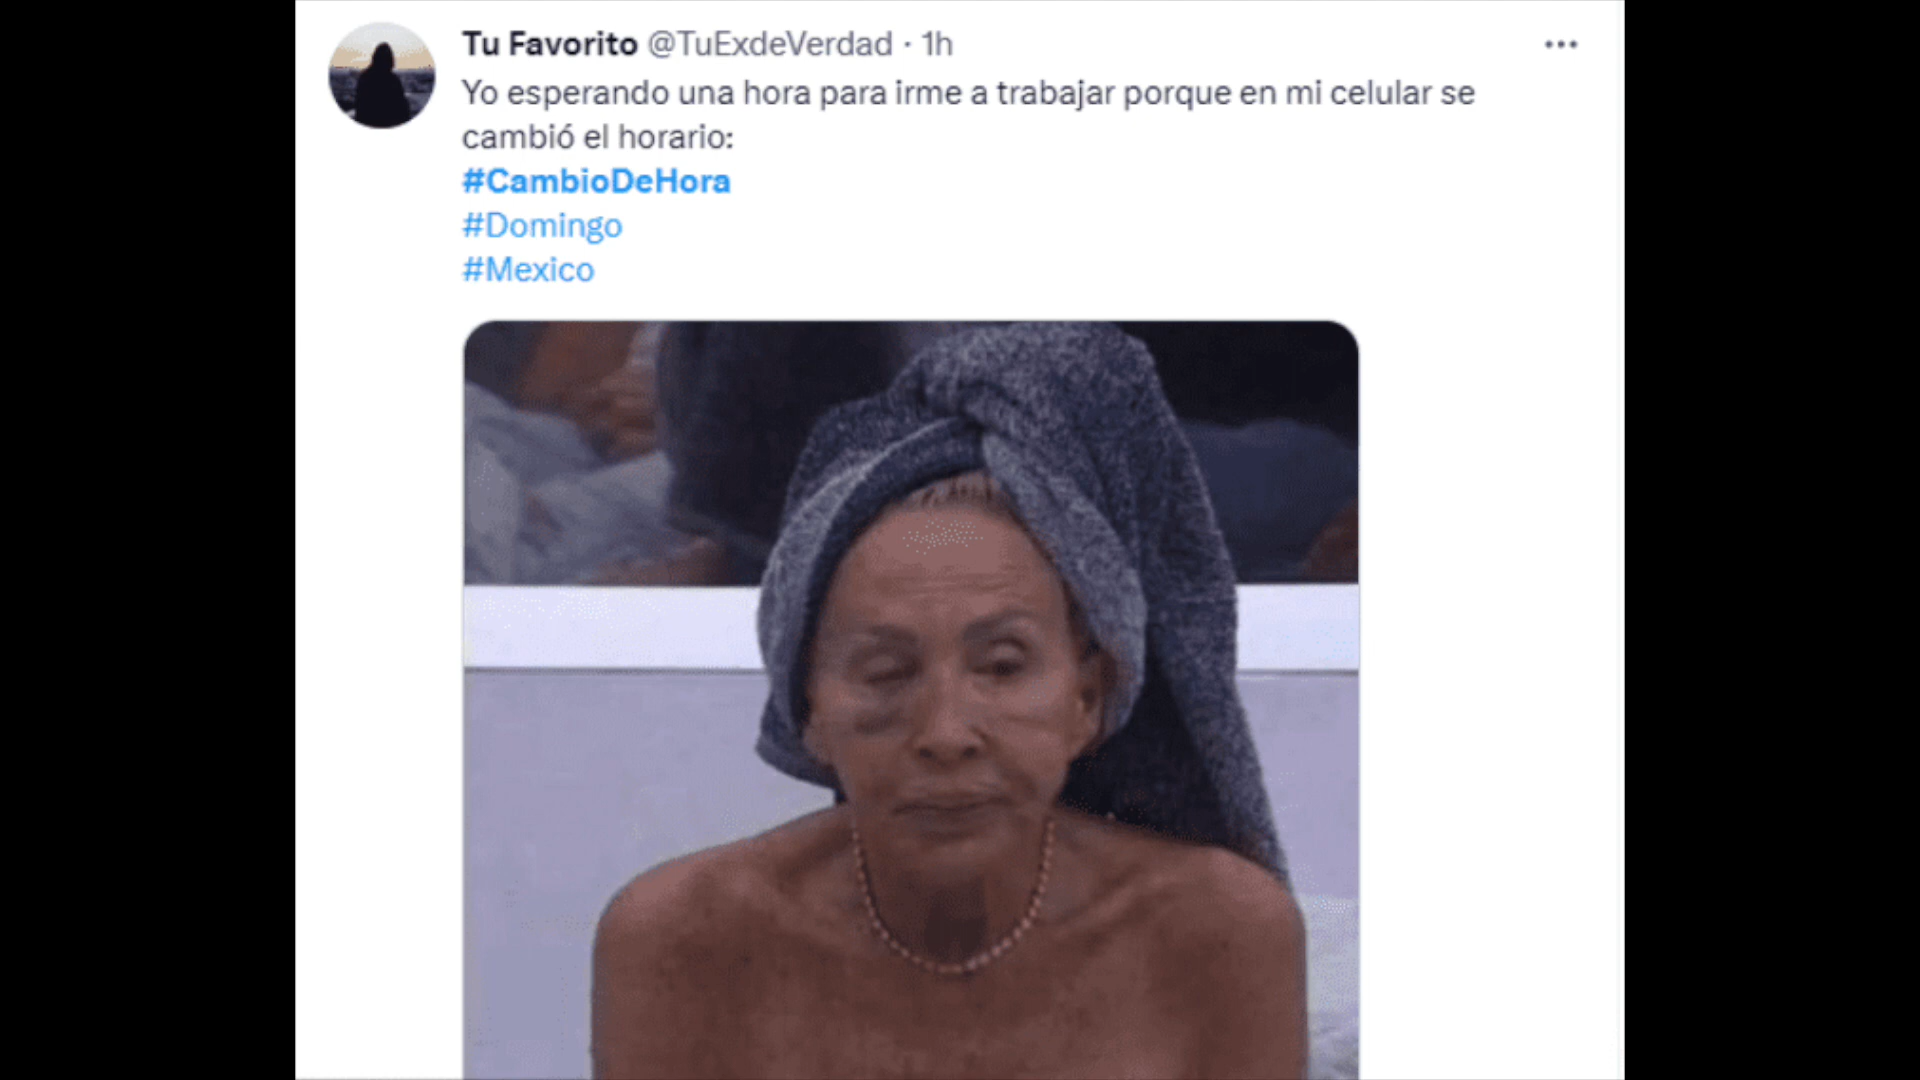 Tu Favorito @TuExdeVerdad · 1h
Yo esperando una hora para irme a trabajar porque en mi celular se
cambió el horario:
#CambioDeHora
#Domingo
#Mexico